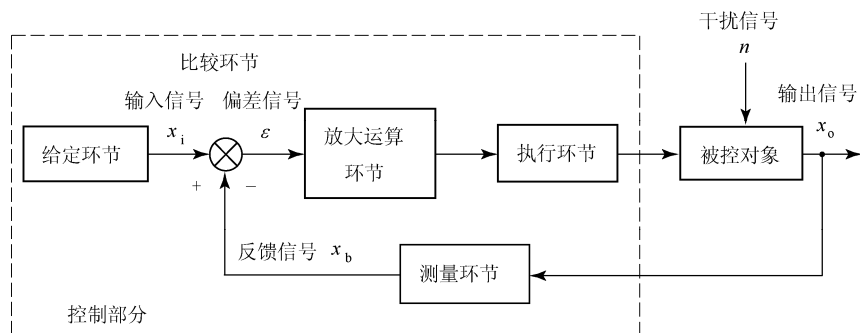 干扰信号
n
比较环节
输入信号
偏差信号
输出信号
x_i
ε
x_o
给定环节
放大运算
环节
执行环节
被控对象
+
−
反馈信号 x_b
测量环节
控制部分